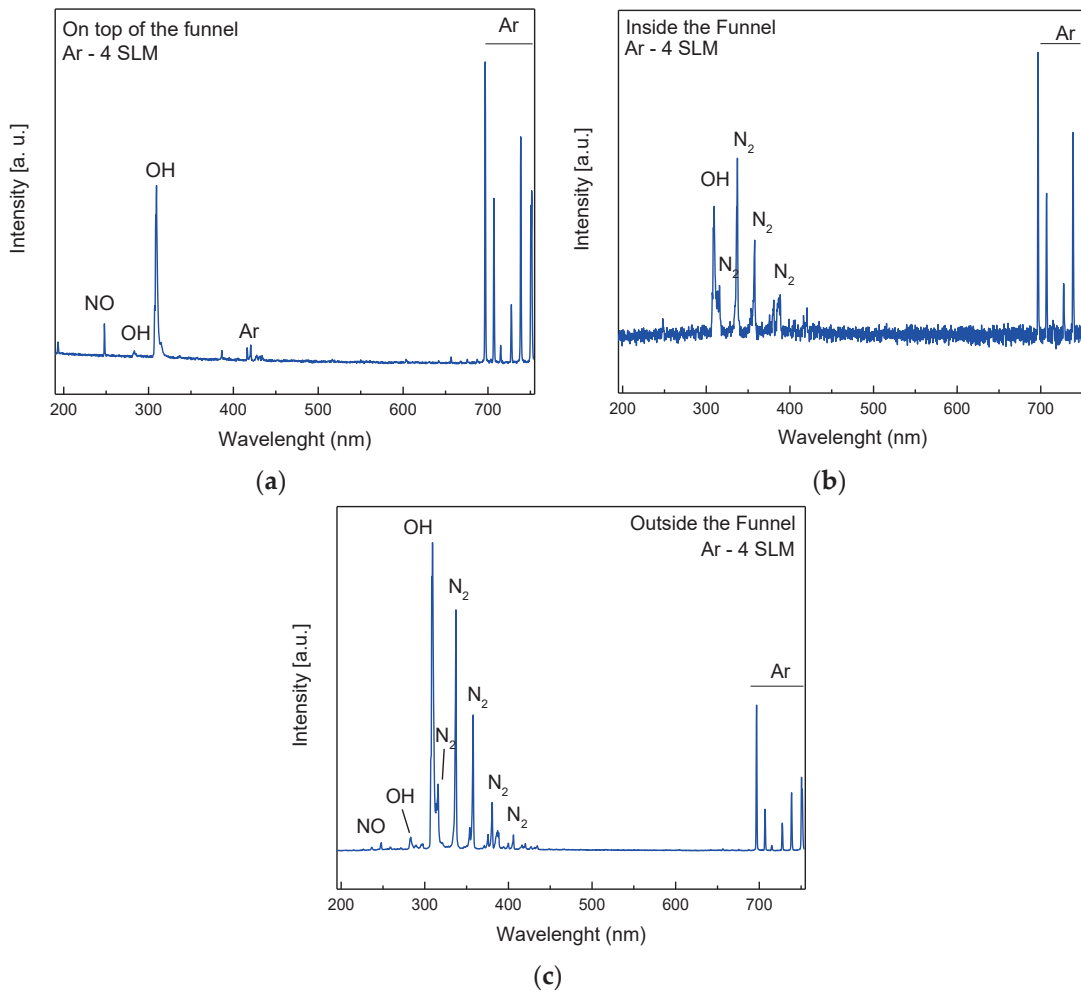 On top of the funnel
Ar - 4 SLM
Ar
OH
NO
OH
Ar
Intensity [a. u.]
200 300 400 500 600 700
Wavelenght (nm)
(a)
Inside the Funnel
Ar - 4 SLM
Ar
N₂
OH
N₂
N₂
N₂
Intensity [a. u.]
200 300 400 500 600 700
Wavelenght (nm)
(b)
Outside the Funnel
Ar - 4 SLM
OH
N₂
N₂
N₂
Ar
OH
N₂
NO
N₂
Intensity [a.u.]
200 300 400 500 600 700
Wavelenght (nm)
(c)